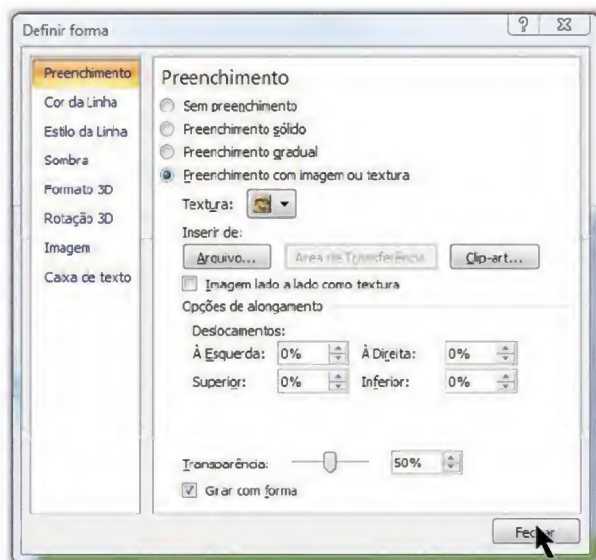 Definir forma
Preenchimento
Cor da Linha
Estilo da Linha
Sombra
Formato 3D
Rotação 3D
Imagem
Caixa de texto
Preenchimento
Sem preenchimento
Preenchimento sólido
Preenchimento gradual
Preenchimento com imagem ou textura
Textura:
Inserir de:
Arquivo... Área de Transferência Clip-art...
Imagem lado a lado como textura
Opções de alongamento
Deslocamentos:
À Esquerda: 0% À Direita: 0%
Superior: 0% Inferior: 0%
Transparência: 50%
Girar com forma
Fechar